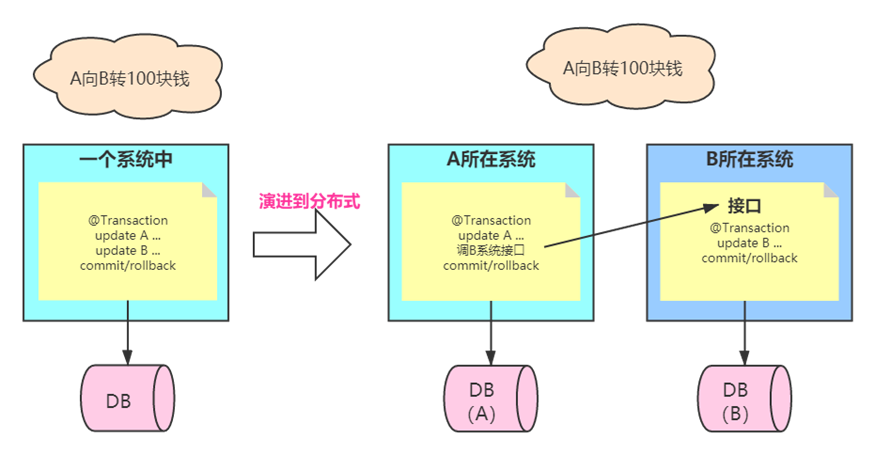 A向B转100块钱
一个系统中
@Transaction
update A ...
update B ...
commit/rollback
DB
演进到分布式
A向B转100块钱
A所在系统
@Transaction
update A ...
调B系统接口
commit/rollback
DB
（A）
B所在系统
接口
@Transaction
update B ...
commit/rollback
DB
（B）